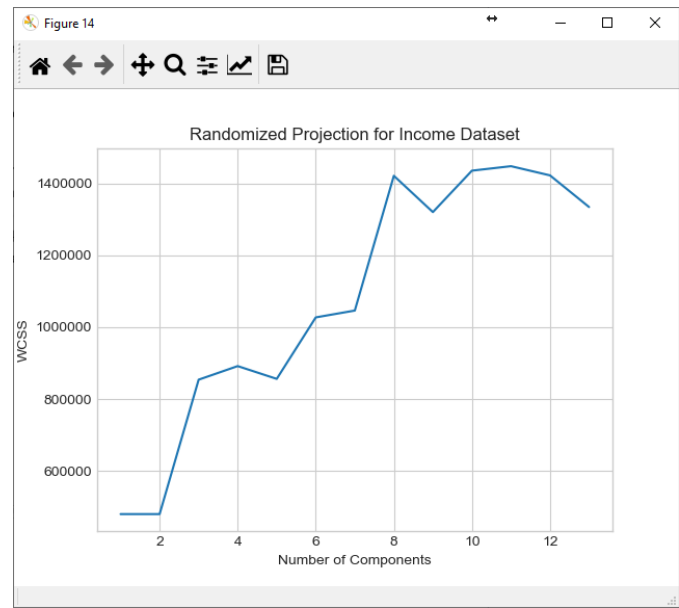 Figure 14
Randomized Projection for Income Dataset
1400000
1200000
1000000
800000
600000
WCSS
2 4 6 8 10 12
Number of Components